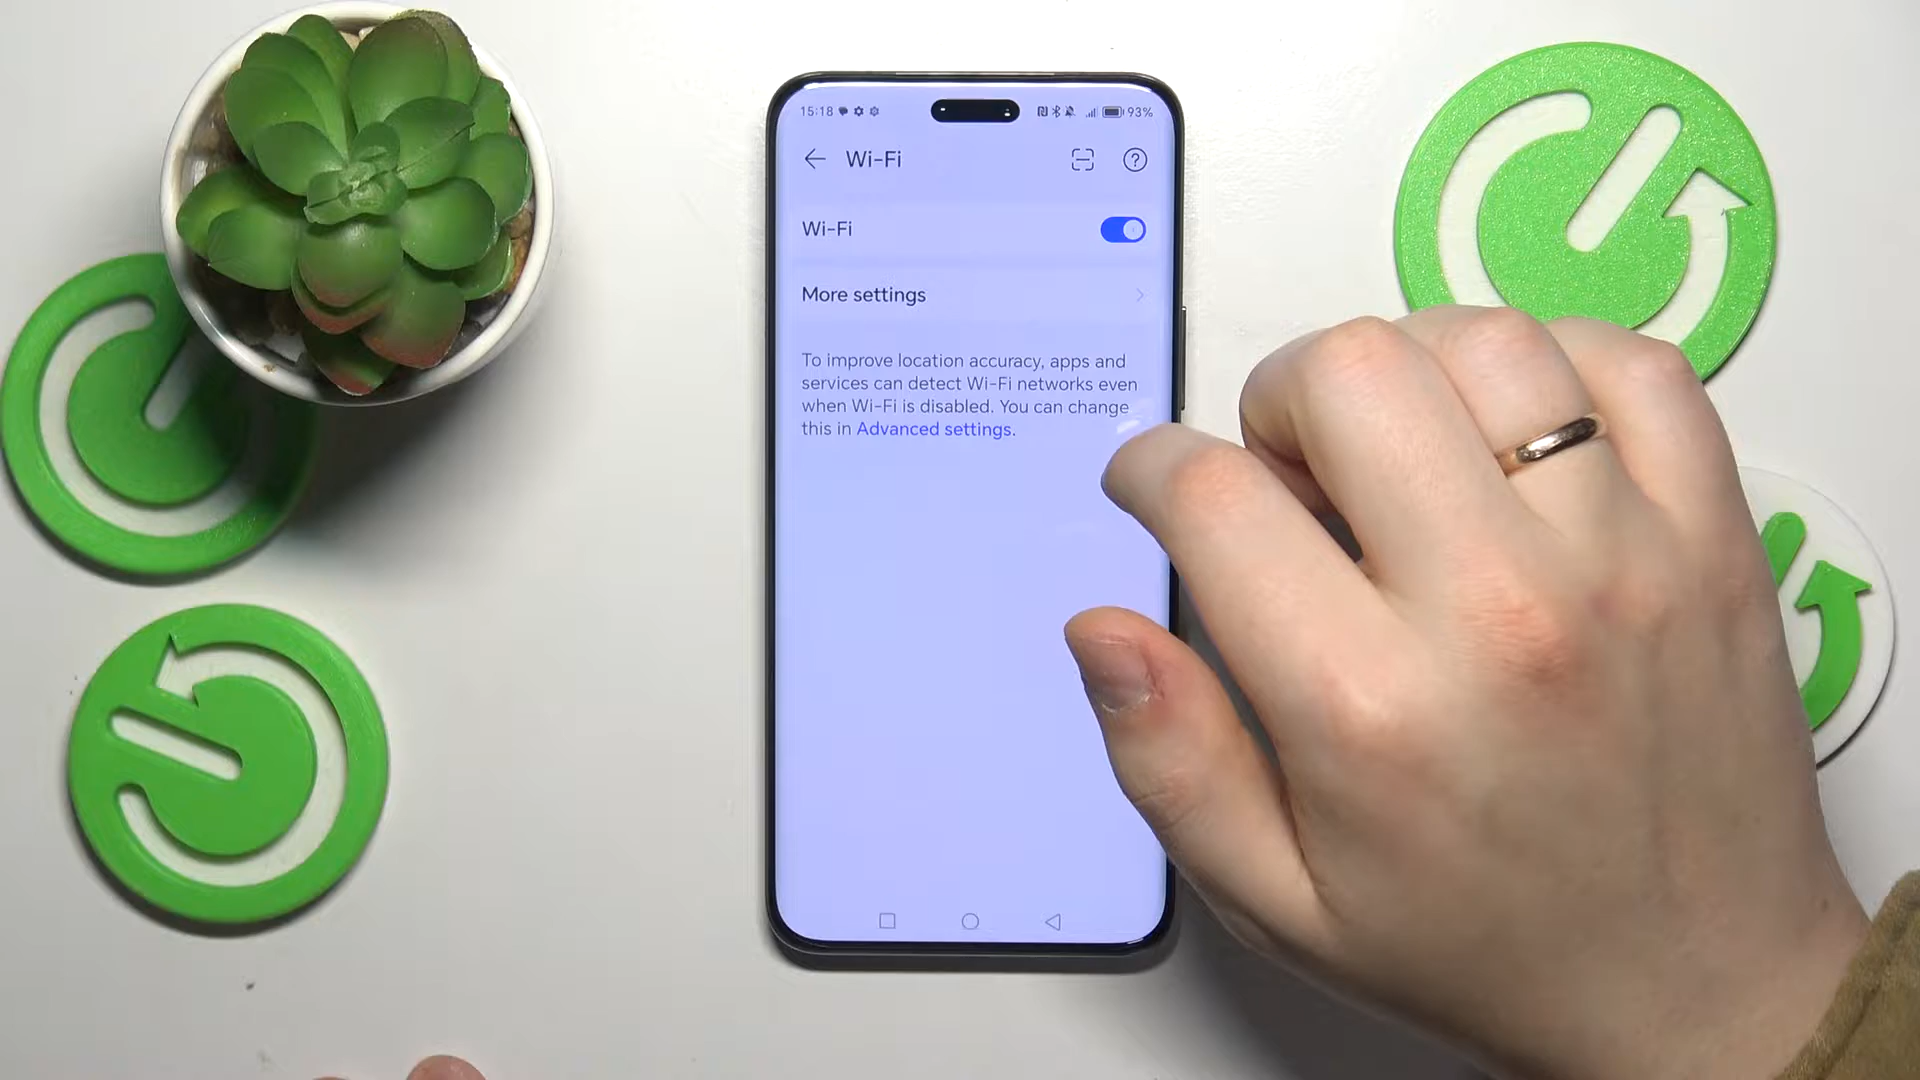 15:18 93%
Wi-Fi
Wi-Fi
More settings
To improve location accuracy, apps and
services can detect Wi-Fi networks even
when Wi-Fi is disabled. You can change
this in Advanced settings.